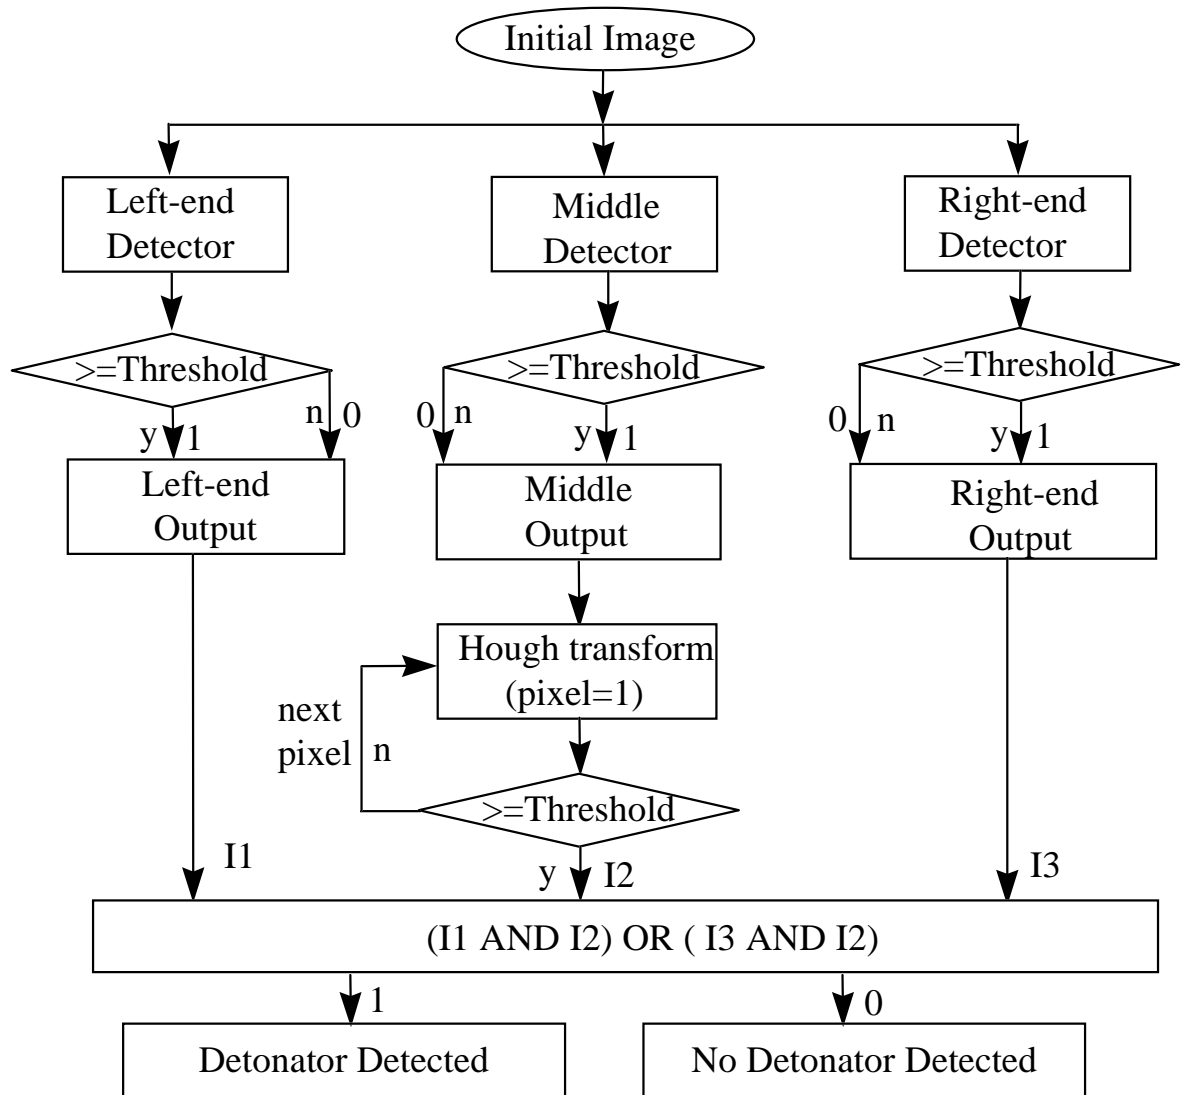 Initial Image
Left-end
Detector
Middle
Detector
Right-end
Detector
>=Threshold
>=Threshold
>=Threshold
n 0
y 1
0 n
y 1
0 n
y 1
Left-end
Output
Middle
Output
Right-end
Output
Hough transform
(pixel=1)
next
pixel n
>=Threshold
I1
y I2
I3
(I1 AND I2) OR ( I3 AND I2)
1
0
Detonator Detected
No Detonator Detected